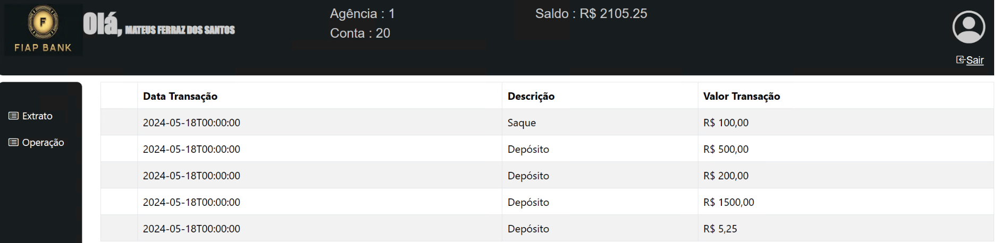 F
FIAP BANK
Olá, MATEUS FERRAZ DOS SANTOS
Agência : 1
Conta : 20
Saldo : R$ 2105.25
Sair
Extrato
Operação
Data Transação Descrição Valor Transação
2024-05-18T00:00:00 Saque R$ 100,00
2024-05-18T00:00:00 Depósito R$ 500,00
2024-05-18T00:00:00 Depósito R$ 200,00
2024-05-18T00:00:00 Depósito R$ 1500,00
2024-05-18T00:00:00 Depósito R$ 5,25